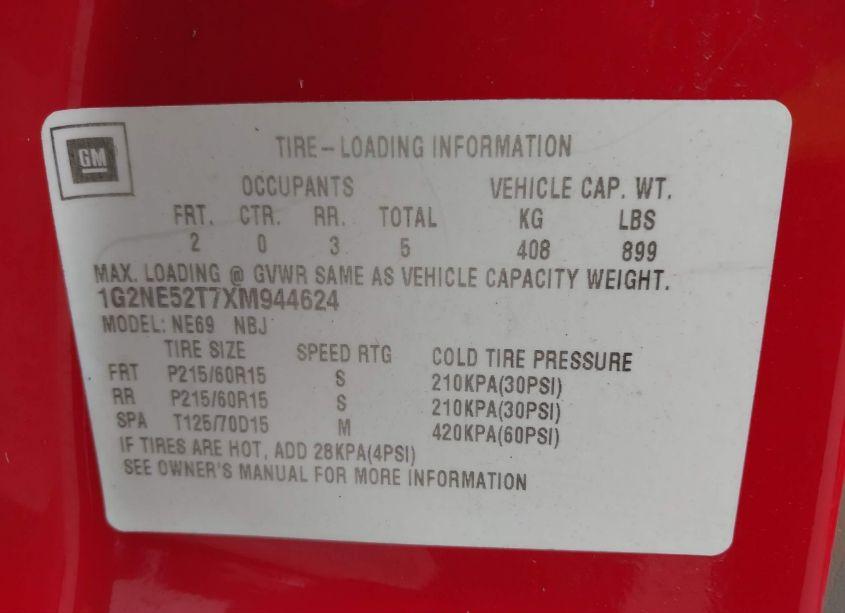 GM
TIRE-LOADING INFORMATION
OCCUPANTS VEHICLE CAP. WT.
FRT. CTR. RR. TOTAL KG LBS
2 0 3 5 408 899
MAX. LOADING @ GVWR SAME AS VEHICLE CAPACITY WEIGHT.
1G2NE52T7XM944624
MODEL: NE69 NBJ
TIRE SIZE SPEED RTG COLD TIRE PRESSURE
FRT P215/60R15 S 210KPA(30PSI)
RR P215/60R15 S 210KPA(30PSI)
SPA T125/70D15 M 420KPA(60PSI)
IF TIRES ARE HOT, ADD 28KPA(4PSI)
SEE OWNER'S MANUAL FOR MORE INFORMATION